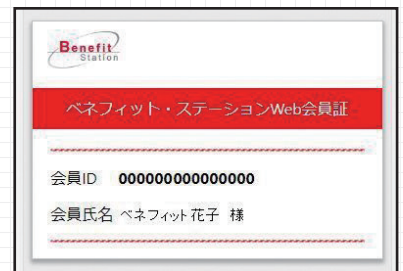 Benefit
Station
ベネフィット・ステーションWeb会員証
会員ID 000000000000000
会員氏名 ベネフィット花子 様